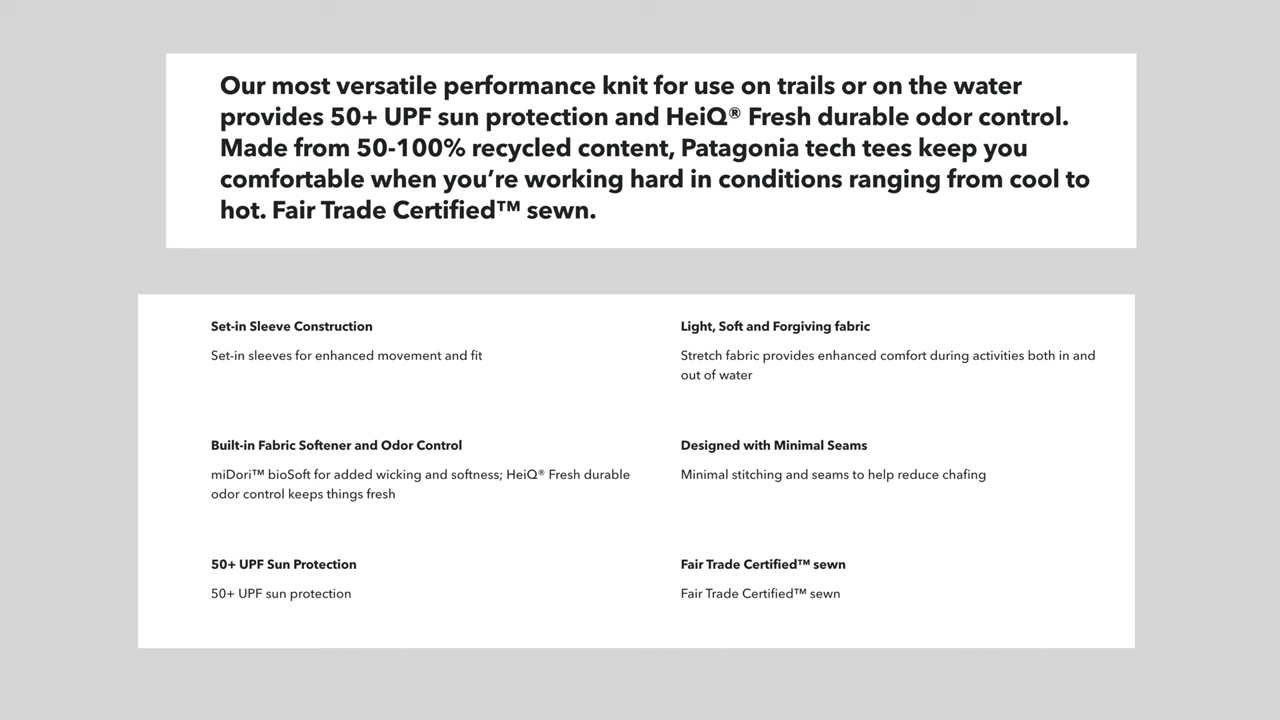 Our most versatile performance knit for use on trails or on the water
provides 50+ UPF sun protection and HeiQ® Fresh durable odor control.
Made from 50-100% recycled content, Patagonia tech tees keep you
comfortable when you’re working hard in conditions ranging from cool to
hot. Fair Trade Certified™ sewn.
Set-in Sleeve Construction
Set-in sleeves for enhanced movement and fit
Light, Soft and Forgiving fabric
Stretch fabric provides enhanced comfort during activities both in and
out of water
Built-in Fabric Softener and Odor Control
miDori™ bioSoft for added wicking and softness; HeiQ® Fresh durable
odor control keeps things fresh
Designed with Minimal Seams
Minimal stitching and seams to help reduce chafing
50+ UPF Sun Protection
50+ UPF sun protection
Fair Trade Certified™ sewn
Fair Trade Certified™ sewn